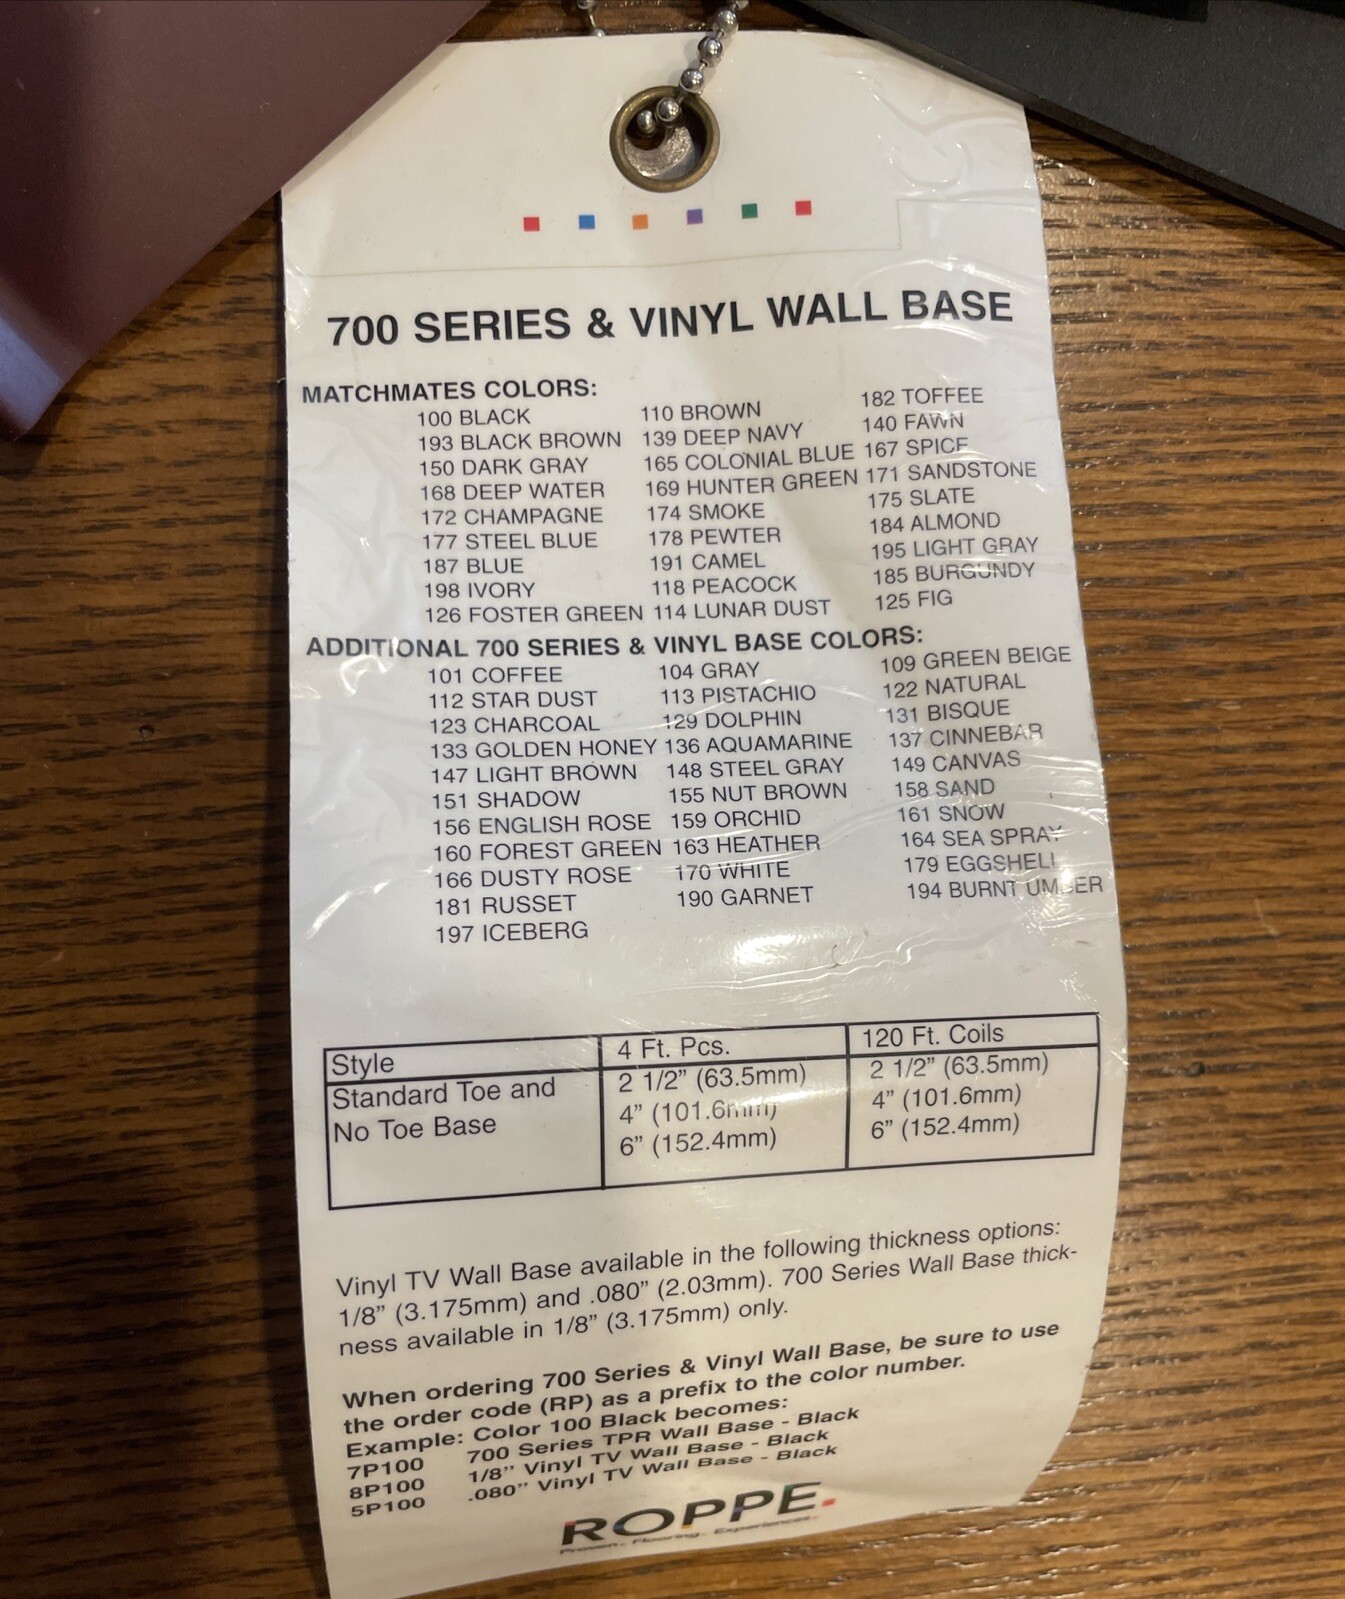 700 SERIES & VINYL WALL BASE
MATCHMATES COLORS:
100 BLACK 110 BROWN 182 TOFFEE
193 BLACK BROWN 139 DEEP NAVY 140 FAWN
150 DARK GRAY 165 COLONIAL BLUE 167 SPICE
168 DEEP WATER 169 HUNTER GREEN 171 SANDSTONE
172 CHAMPAGNE 174 SMOKE 175 SLATE
177 STEEL BLUE 178 PEWTER 184 ALMOND
187 BLUE 191 CAMEL 195 LIGHT GRAY
198 IVORY 118 PEACOCK 185 BURGUNDY
126 FOSTER GREEN 114 LUNAR DUST 125 FIG
ADDITIONAL 700 SERIES & VINYL BASE COLORS:
101 COFFEE 104 GRAY 109 GREEN BEIGE
112 STAR DUST 113 PISTACHIO 122 NATURAL
123 CHARCOAL 129 DOLPHIN 131 BISQUE
133 GOLDEN HONEY 136 AQUAMARINE 137 CINNEBAR
147 LIGHT BROWN 148 STEEL GRAY 149 CANVAS
151 SHADOW 155 NUT BROWN 158 SAND
156 ENGLISH ROSE 159 ORCHID 161 SNOW
160 FOREST GREEN 163 HEATHER 164 SEA SPRAY
166 DUSTY ROSE 170 WHITE 179 EGGSHELL
181 RUSSET 190 GARNET 194 BURNT UMBER
197 ICEBERG
Style 4 Ft. Pcs. 120 Ft. Coils
Standard Toe and 2 1/2” (63.5mm) 2 1/2” (63.5mm)
No Toe Base 4” (101.6mm) 4” (101.6mm)
6” (152.4mm) 6” (152.4mm)
Vinyl TV Wall Base available in the following thickness options:
1/8” (3.175mm) and .080” (2.03mm). 700 Series Wall Base thick-
ness available in 1/8” (3.175mm) only.
When ordering 700 Series & Vinyl Wall Base, be sure to use
the order code (RP) as a prefix to the color number.
Example: Color 100 Black becomes:
7P100 700 Series TPR Wall Base - Black
8P100 1/8” Vinyl TV Wall Base - Black
5P100 .080” Vinyl TV Wall Base - Black
ROPPE.
Proven. Flooring. Experiences.